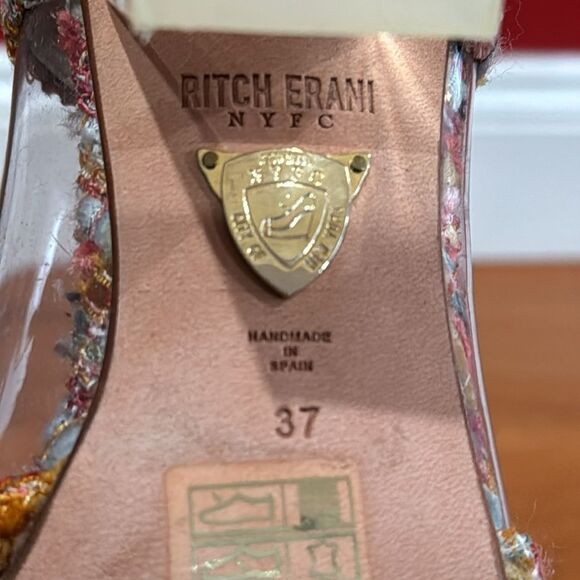 RITCH ERANI
NYFC
HANDMADE
IN
SPAIN
37